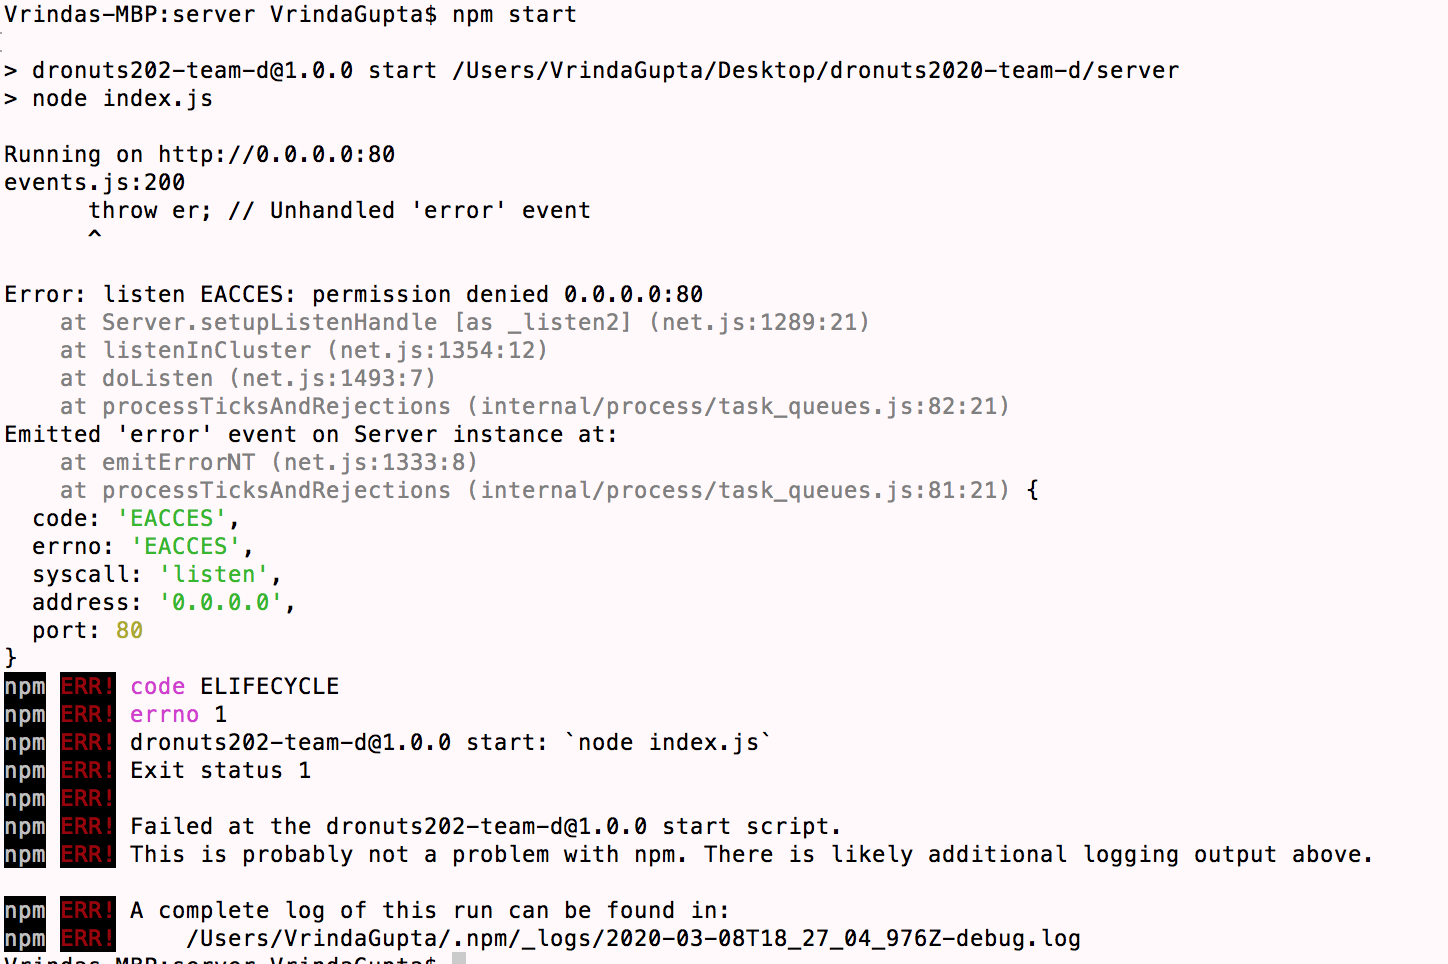 Vrindas-MBP:server VrindaGupta$ npm start
> dronuts202-team-d@1.0.0 start /Users/VrindaGupta/Desktop/dronuts2020-team-d/server
> node index.js
Running on http://0.0.0.0:80
events.js:200
      throw er; // Unhandled 'error' event
      ^
Error: listen EACCES: permission denied 0.0.0.0:80
    at Server.setupListenHandle [as _listen2] (net.js:1289:21)
    at listenInCluster (net.js:1354:12)
    at doListen (net.js:1493:7)
    at processTicksAndRejections (internal/process/task_queues.js:82:21)
Emitted 'error' event on Server instance at:
    at emitErrorNT (net.js:1333:8)
    at processTicksAndRejections (internal/process/task_queues.js:81:21) {
  code: 'EACCES',
  errno: 'EACCES',
  syscall: 'listen',
  address: '0.0.0.0',
  port: 80
}
npm ERR! code ELIFECYCLE
npm ERR! errno 1
npm ERR! dronuts202-team-d@1.0.0 start: `node index.js`
npm ERR! Exit status 1
npm ERR!
npm ERR! Failed at the dronuts202-team-d@1.0.0 start script.
npm ERR! This is probably not a problem with npm. There is likely additional logging output above.
npm ERR! A complete log of this run can be found in:
npm ERR!     /Users/VrindaGupta/.npm/_logs/2020-03-08T18_27_04_976Z-debug.log
Vrindas-MBP:server VrindaGupta$